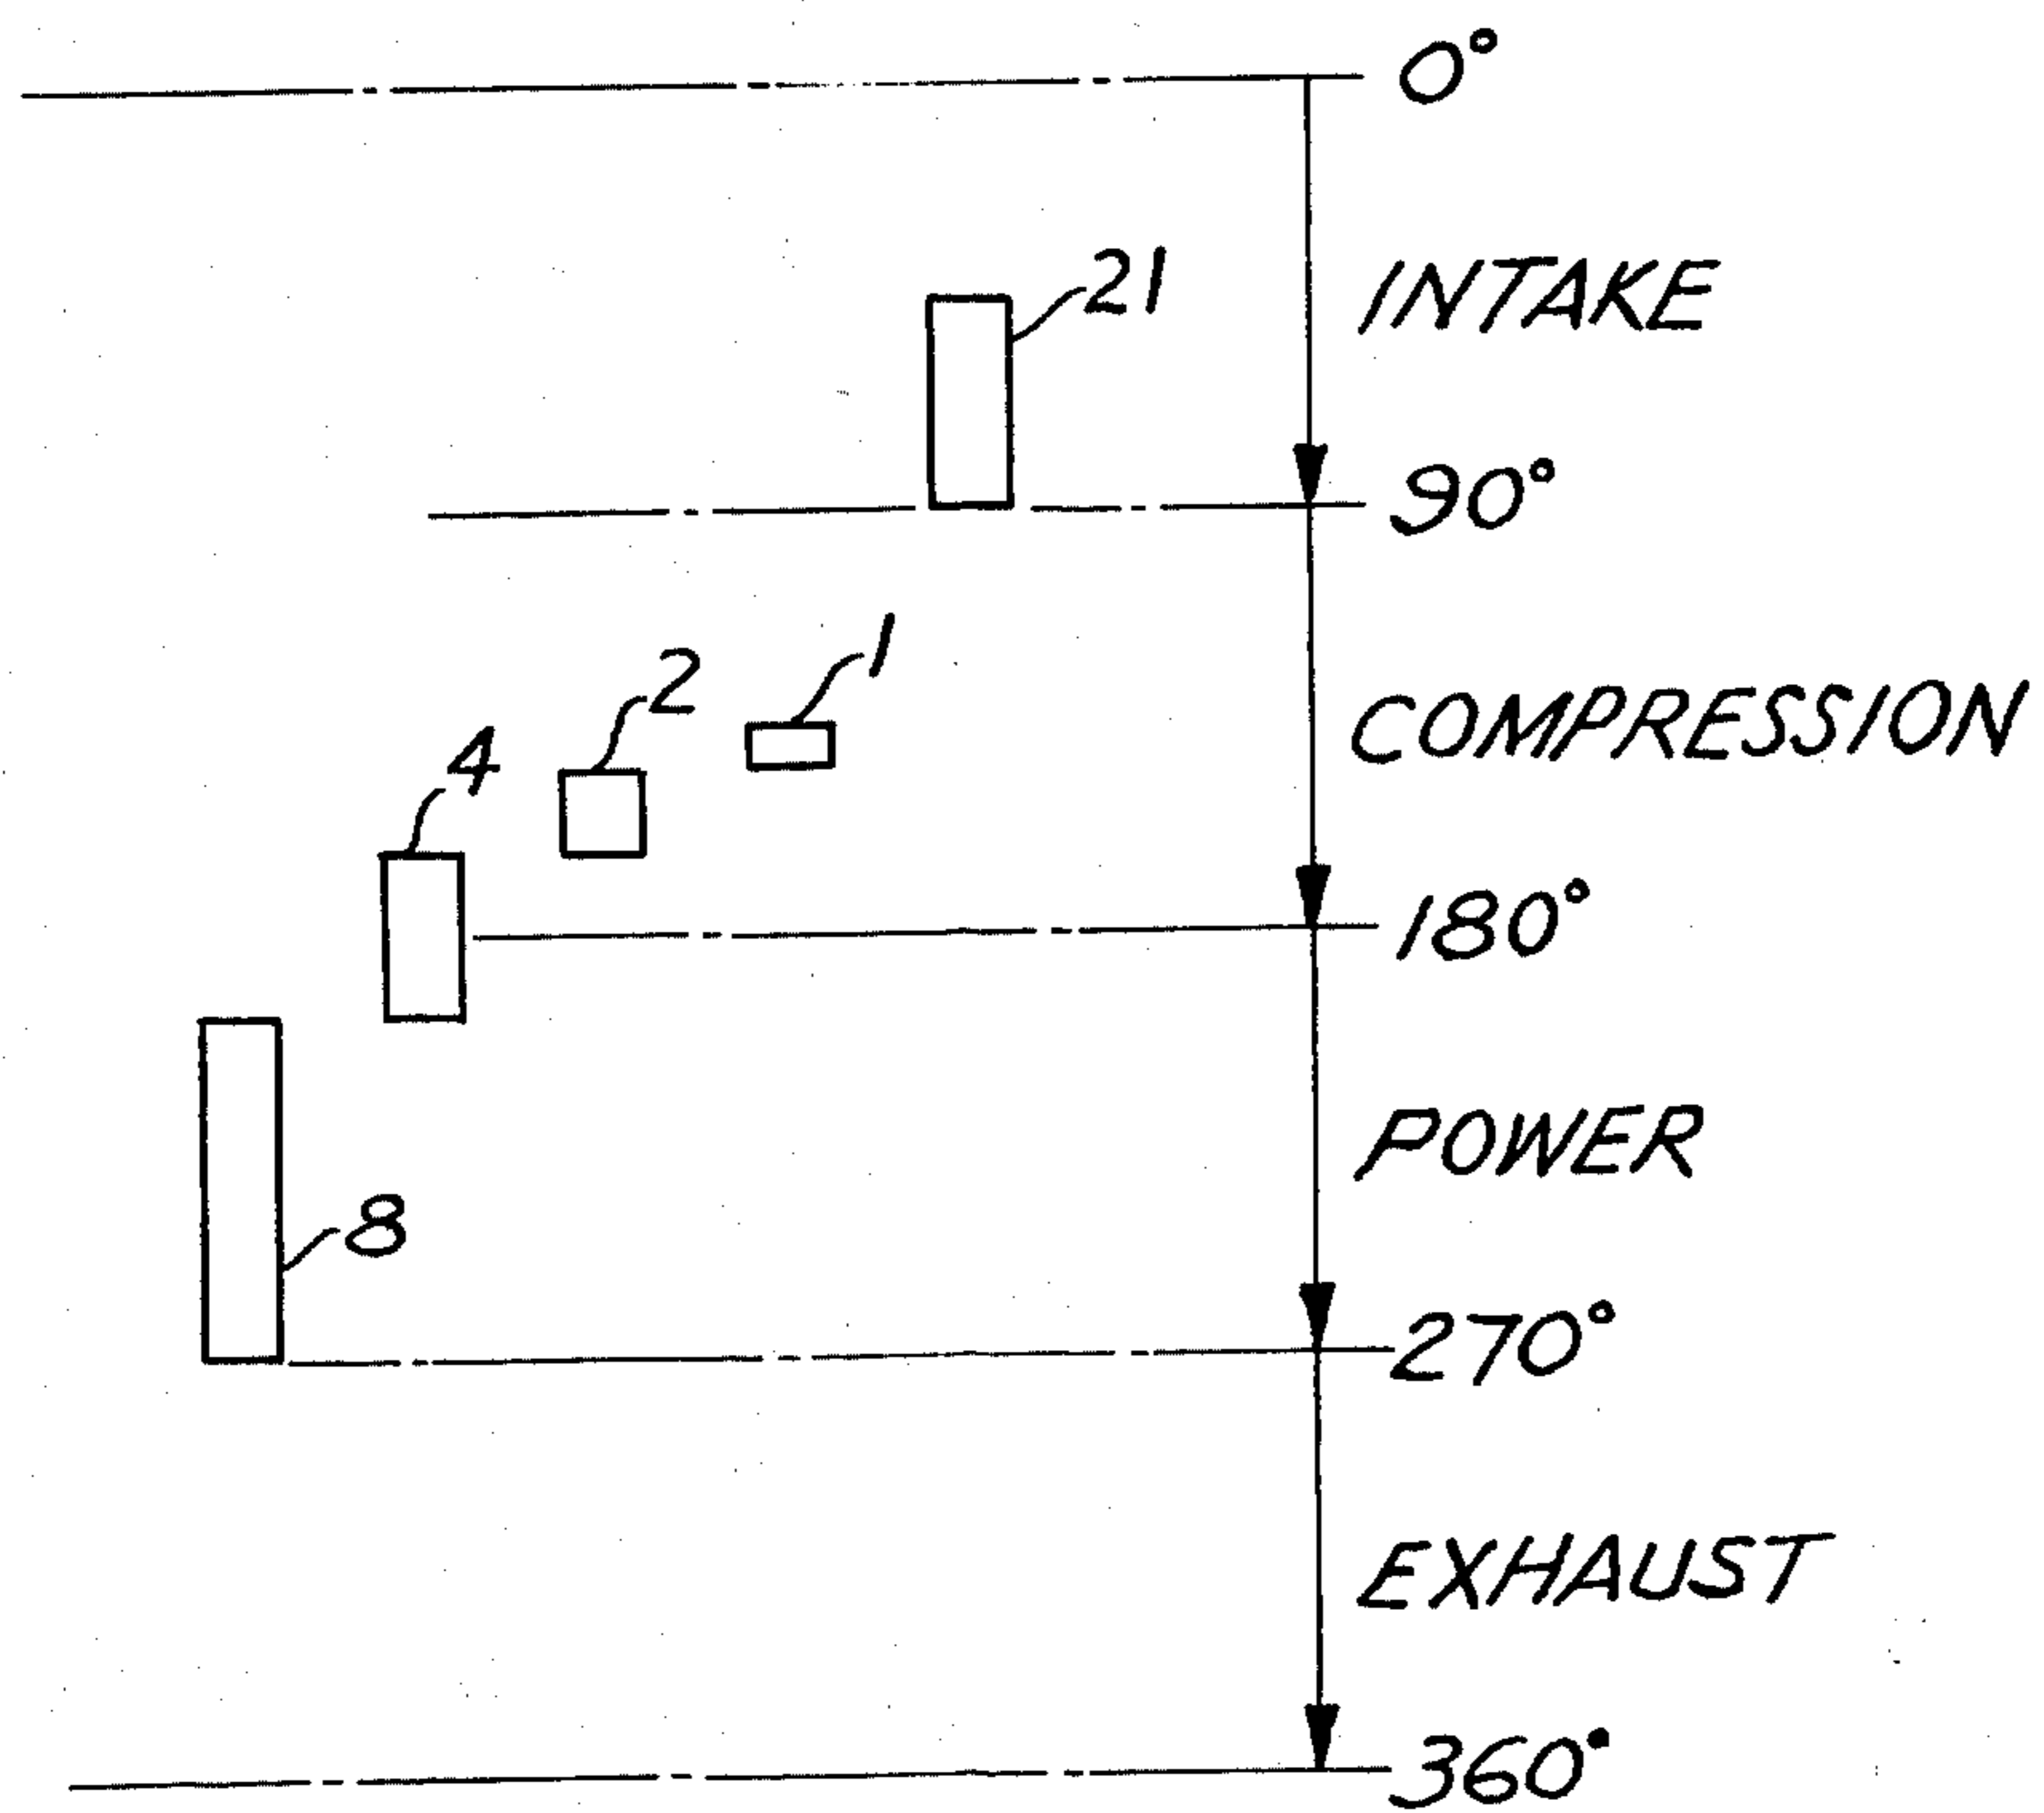 0°
INTAKE
21
90°
1
2
COMPRESSION
4
180°
POWER
8
270°
EXHAUST
360°